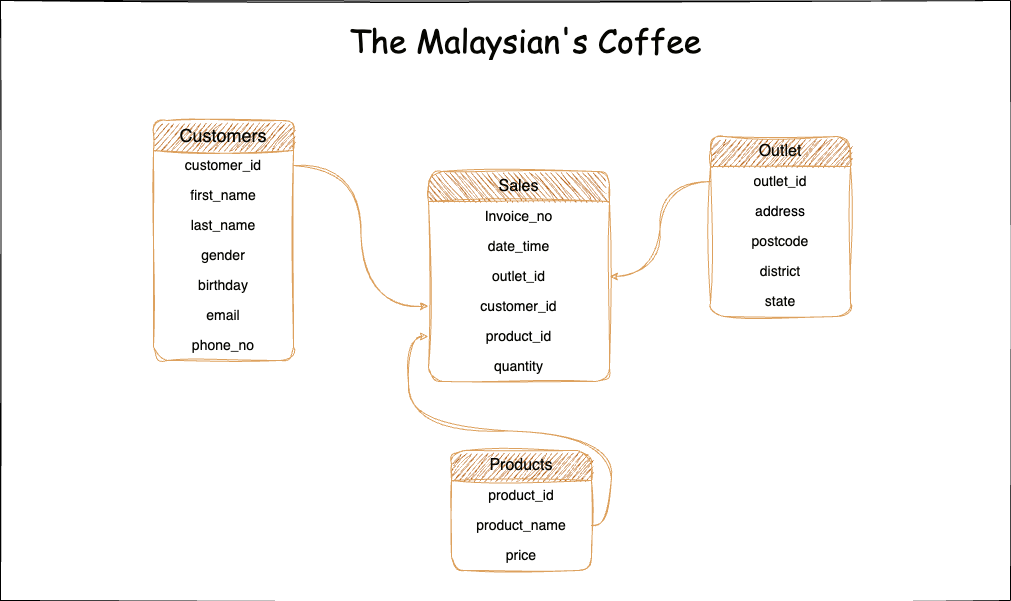 The Malaysian's Coffee
Customers
customer_id
first_name
last_name
gender
birthday
email
phone_no
Sales
Invoice_no
date_time
outlet_id
customer_id
product_id
quantity
Outlet
outlet_id
address
postcode
district
state
Products
product_id
product_name
price